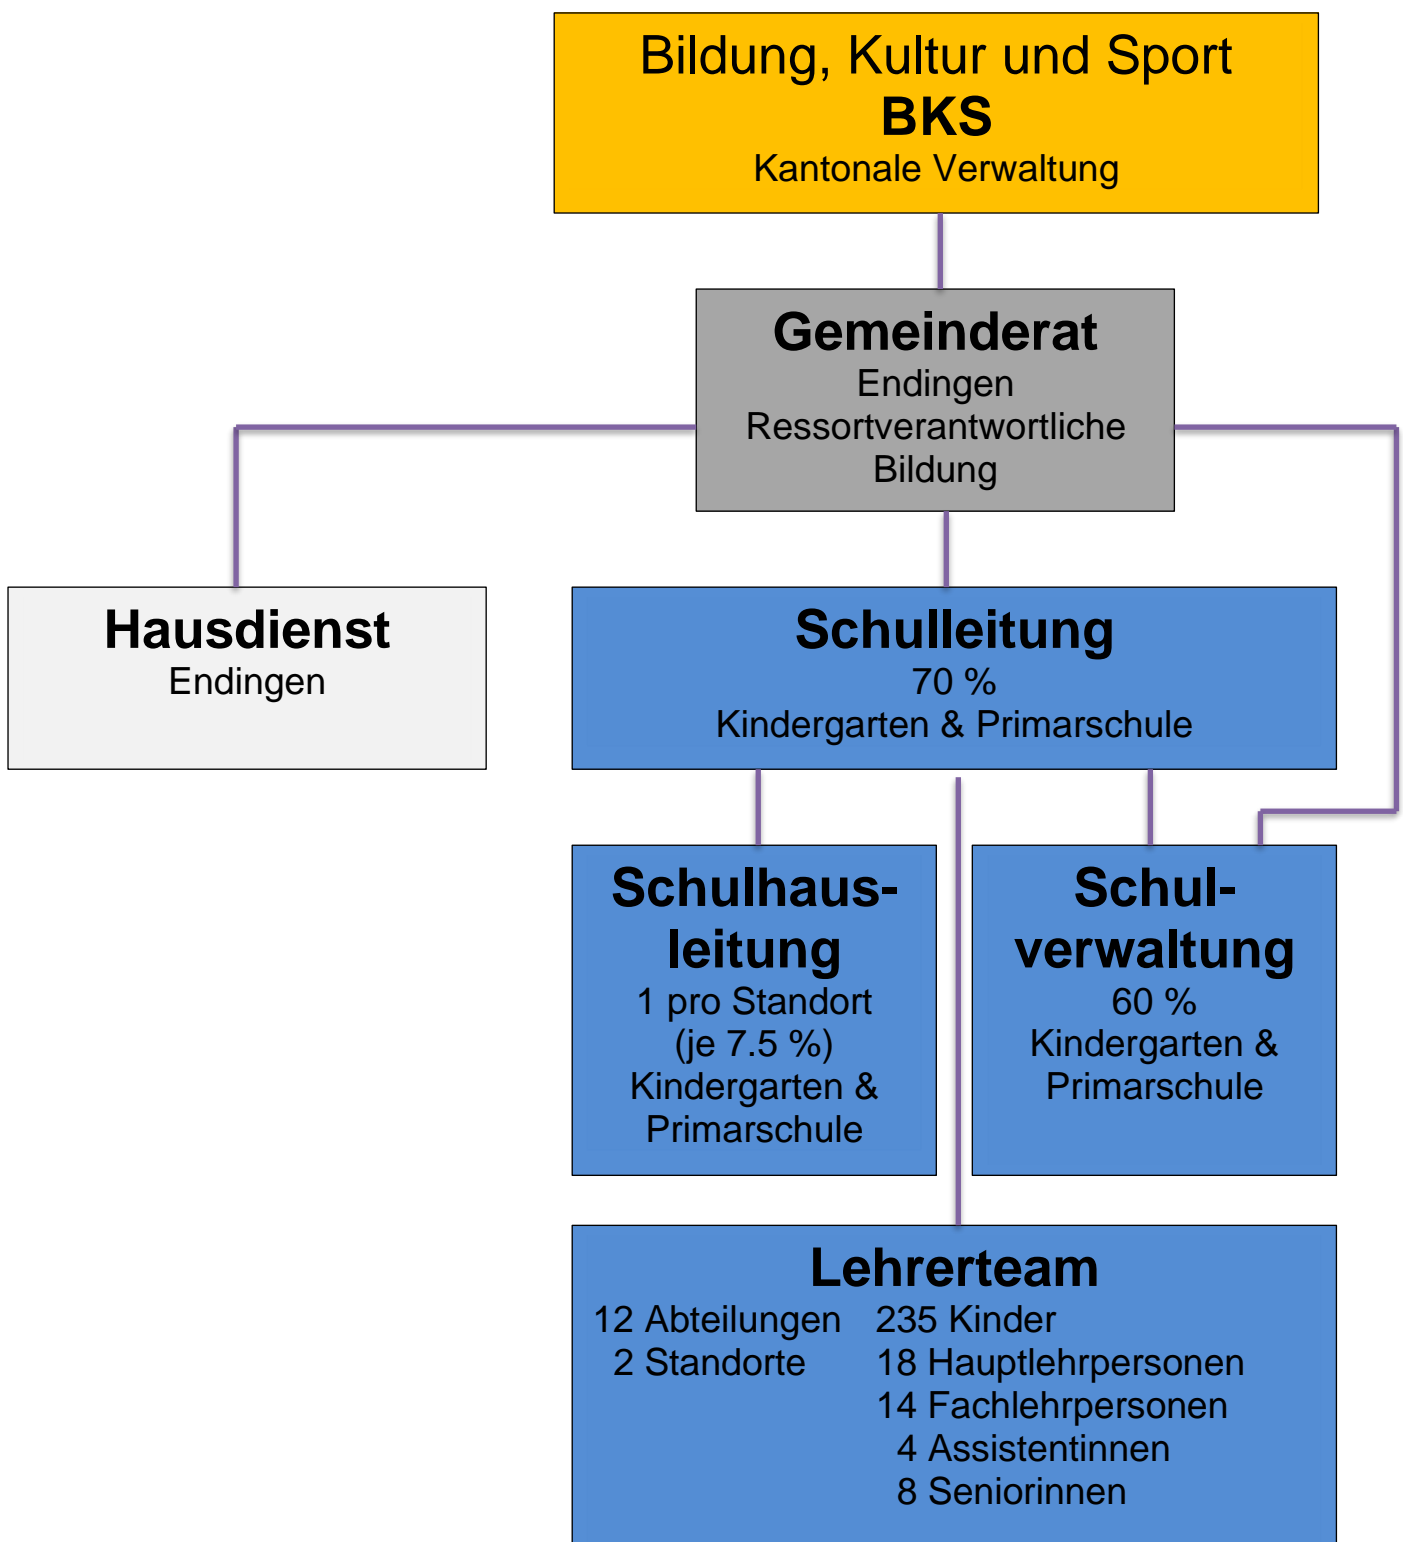 Bildung, Kultur und Sport
BKS
Kantonale Verwaltung
Gemeinderat
Endingen
Ressortverantwortliche
Bildung
Hausdienst
Endingen
Schulleitung
70 %
Kindergarten & Primarschule
Schulhaus-
leitung
1 pro Standort
(je 7.5 %)
Kindergarten &
Primarschule
Schul-
verwaltung
60 %
Kindergarten &
Primarschule
Lehrerteam
12 Abteilungen 235 Kinder
2 Standorte 18 Hauptlehrpersonen
14 Fachlehrpersonen
4 Assistentinnen
8 Seniorinnen